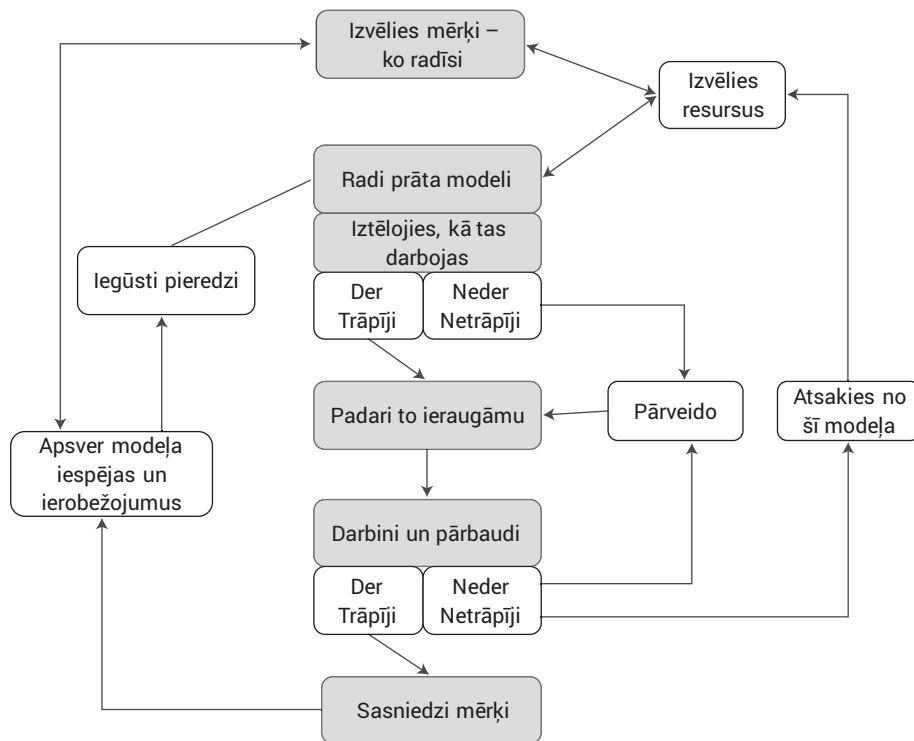 Izvēlies mērķi –
ko radīsi
Izvēlies
resursus
Radi prāta modeli
Iztēlojies, kā tas
darbojas
Iegūsti pieredzi
Der
Trāpīji
Neder
Netrāpīji
Padari to ieraugāmu
Pārveido
Atsakies no
šī modeļa
Apsver modeļa
iespējas un
ierobežojumus
Darbini un pārbaudi
Der
Trāpīji
Neder
Netrāpīji
Sasniedzi mērķi